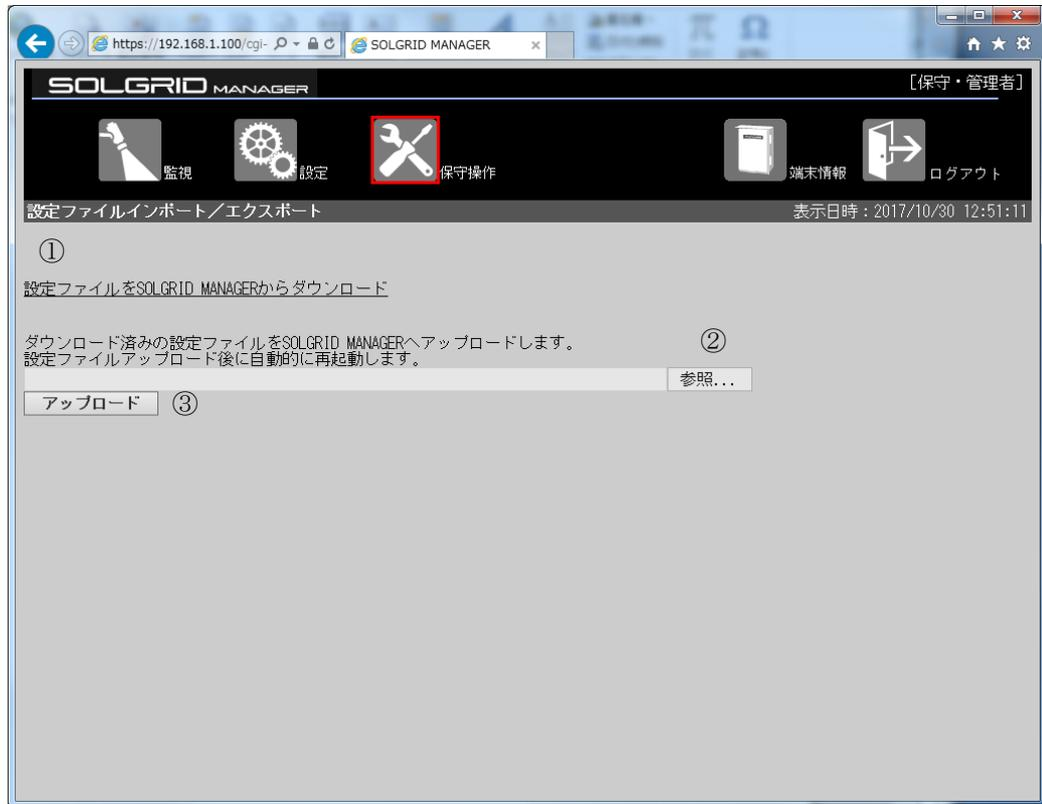 https://192.168.1.100/cgi-
SOLGRID MANAGER
SOLGRID MANAGER
[保守・管理者]
監視
設定
保守操作
端末情報
ログアウト
設定ファイルインポート／エクスポート
表示日時：2017/10/30 12:51:11
①
設定ファイルをSOLGRID MANAGERからダウンロード
ダウンロード済みの設定ファイルをSOLGRID MANAGERへアップロードします。
②
設定ファイルアップロード後に自動的に再起動します。
参照...
アップロード
③